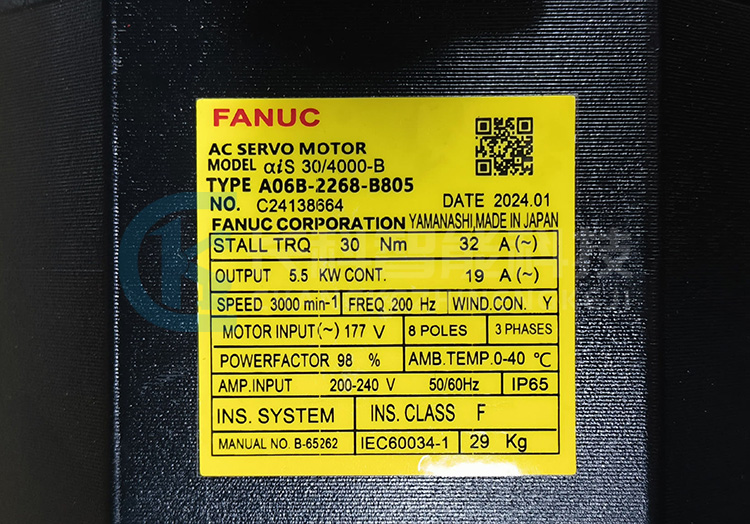 FANUC
AC SERVO MOTOR
MODEL αiS 30/4000-B
TYPE A06B-2268-B805
NO. C24138664 DATE 2024.01
FANUC CORPORATION YAMANASHI,MADE IN JAPAN
STALL TRQ 30 Nm 32 A(~)
OUTPUT 5.5 KW CONT. 19 A(~)
SPEED 3000 min-1 FREQ.200 Hz WIND.CON. Y
MOTOR INPUT(~) 177 V 8 POLES 3 PHASES
POWERFACTOR 98 % AMB.TEMP.0-40 ℃
AMP.INPUT 200-240 V 50/60Hz IP65
INS. SYSTEM INS. CLASS F
MANUAL NO. B-65262 IEC60034-1 29 Kg